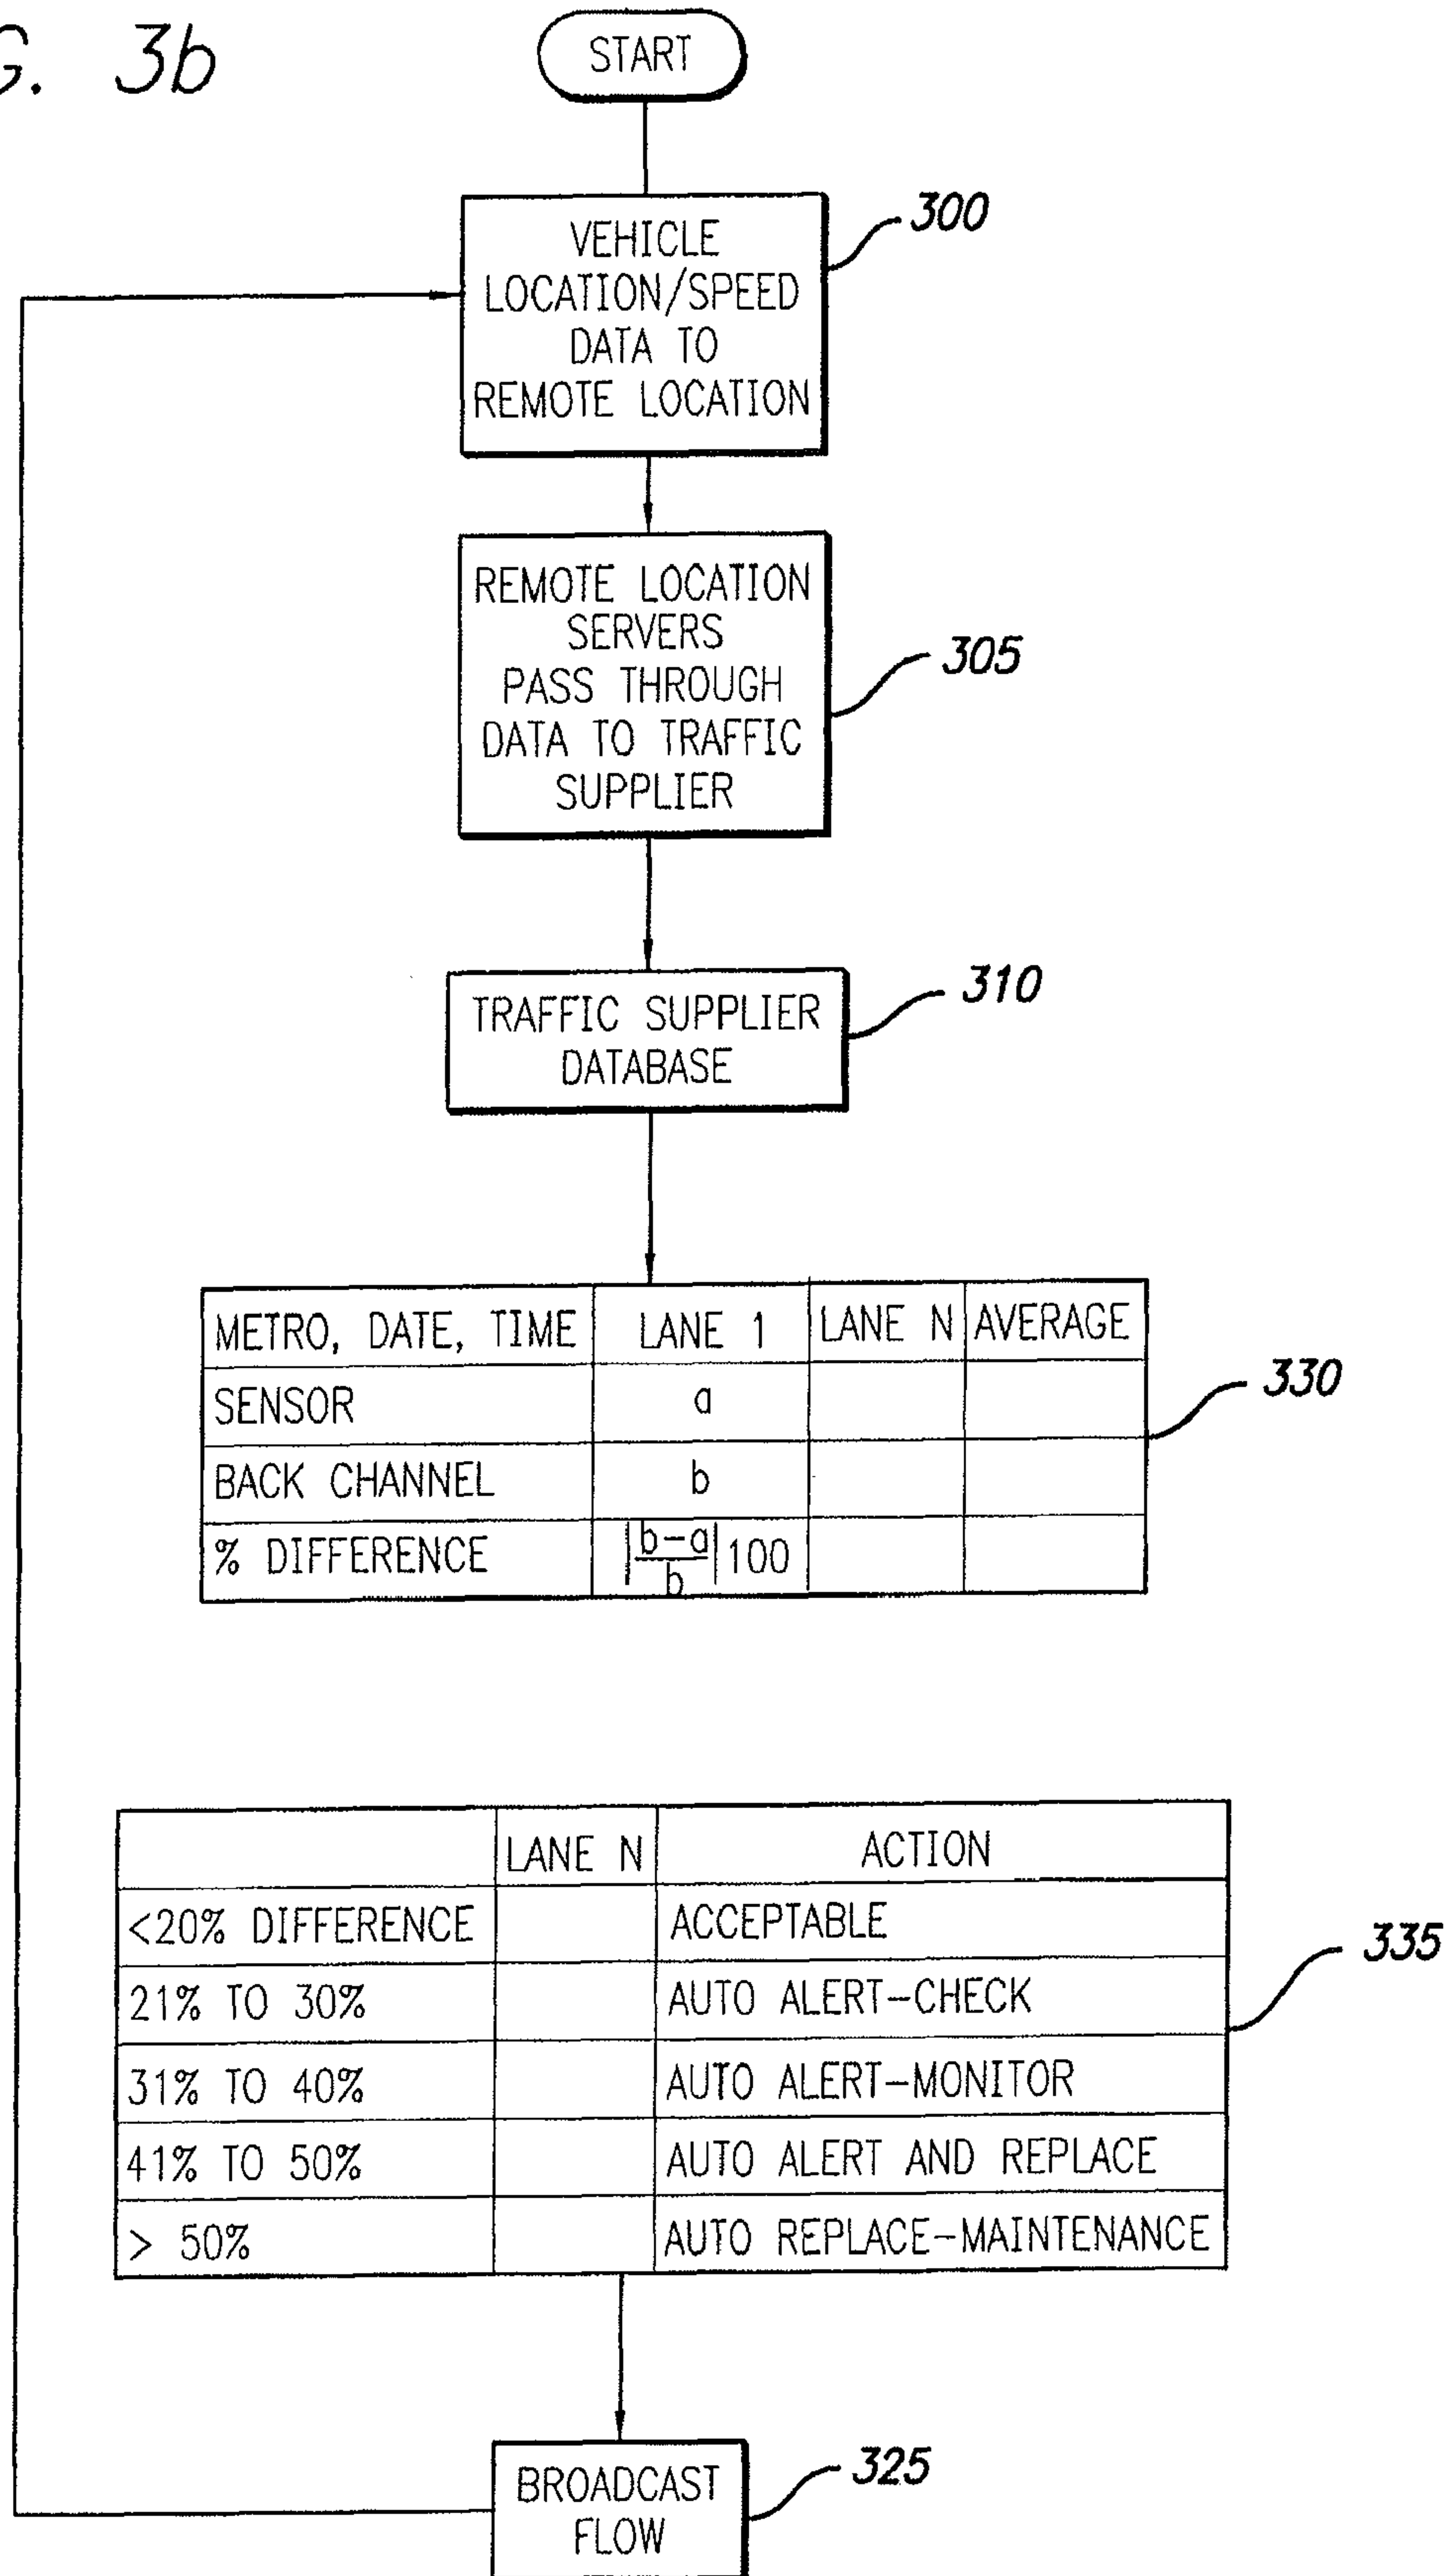 G. 3b
START
VEHICLE
LOCATION/SPEED
DATA TO
REMOTE LOCATION
300
REMOTE LOCATION
SERVERS
PASS THROUGH
DATA TO TRAFFIC
SUPPLIER
305
TRAFFIC SUPPLIER
DATABASE
310
METRO, DATE, TIME LANE 1 LANE N AVERAGE
SENSOR a
BACK CHANNEL b
% DIFFERENCE |b-a/b| 100
330
LANE N ACTION
<20% DIFFERENCE ACCEPTABLE
21% TO 30% AUTO ALERT-CHECK
31% TO 40% AUTO ALERT-MONITOR
41% TO 50% AUTO ALERT AND REPLACE
> 50% AUTO REPLACE-MAINTENANCE
335
BROADCAST
FLOW
325